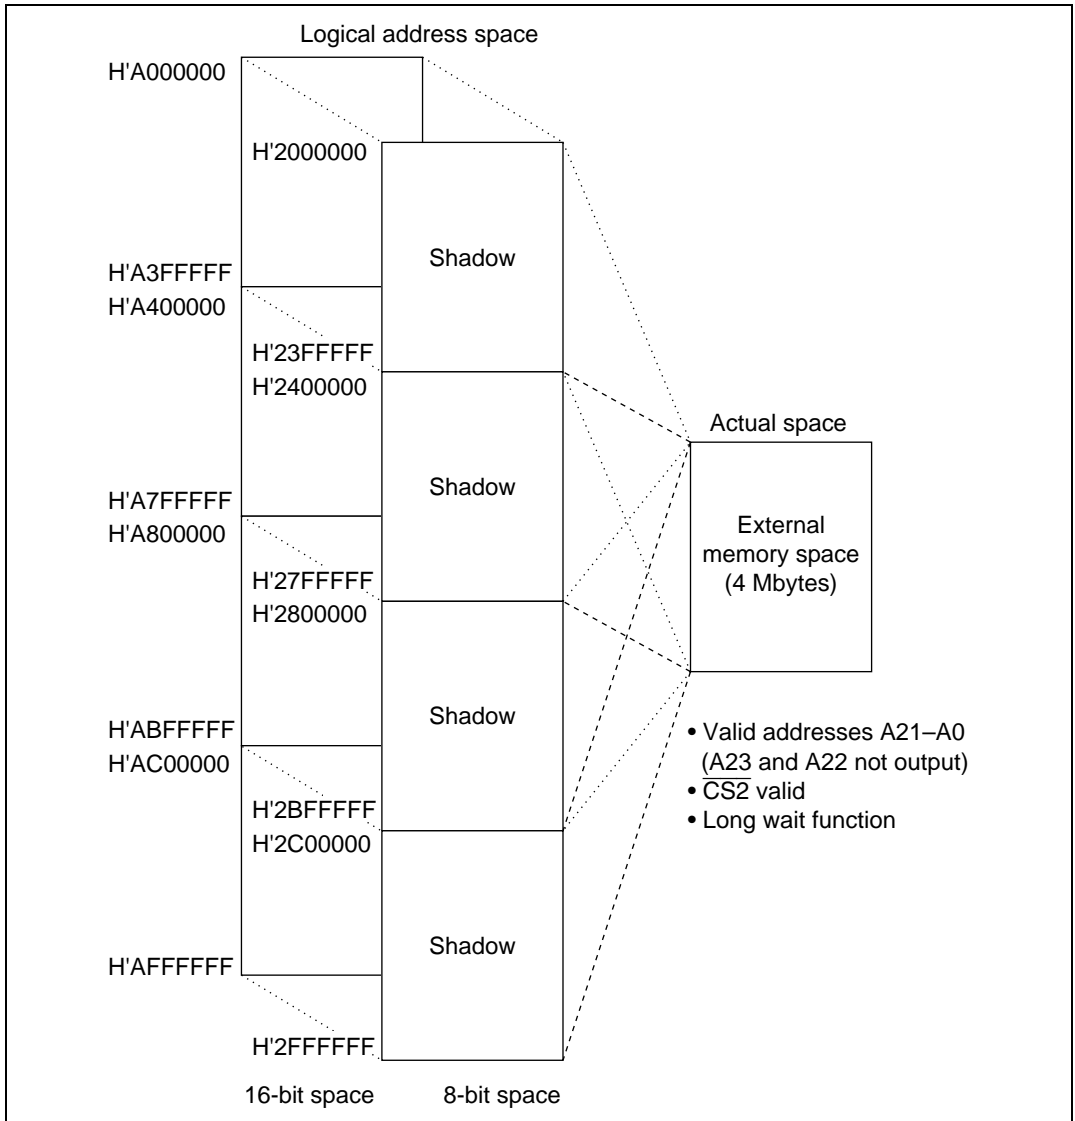 Logical address space
H'A000000
H'2000000
Shadow
H'A3FFFFF
H'A400000
H'23FFFFF
H'2400000
Actual space
Shadow
H'A7FFFFF
H'A800000
External
memory space
(4 Mbytes)
H'27FFFFF
H'2800000
Shadow
H'ABFFFFF
H'AC00000
• Valid addresses A21–A0
(A23 and A22 not output)
• CS2 valid
• Long wait function
H'2BFFFFF
H'2C00000
Shadow
H'AFFFFFF
H'2FFFFFF
16-bit space
8-bit space